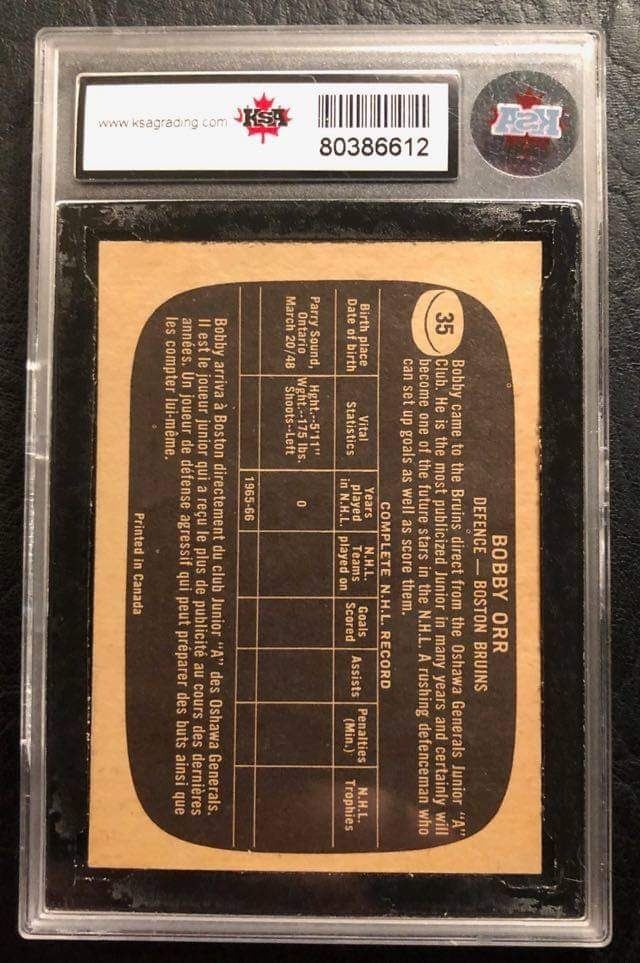 www.ksagrading.com
KSA
80386612
KSA
BOBBY ORR
DEFENCE — BOSTON BRUINS
35
Bobby came to the Bruins direct from the Oshawa Generals Junior "A"
Club. He is the most publicized Junior in many years and certainly will
become one of the future stars in the N.H.L. A rushing defenceman who
can set up goals as well as score them.
COMPLETE N.H.L. RECORD
Birth place
Date of birth
Vital
Statistics
Years
played
in N.H.L.
N.H.L.
Teams
played on
Goals
Scored
Assists
Penalties
(Min.)
N.H.L.
Trophies
Parry Sound,
Ontario
March 20/48
Hght.--5'11"
Wght.--175 lbs.
Shoots--Left
0
1965-66
Bobby arriva à Boston directement du club Junior "A" des Oshawa Generals.
Il est le joueur junior qui a reçu le plus de publicité au cours des dernières
années. Un joueur de défense agressif qui peut préparer des buts ainsi que
les compter lui-même.
Printed in Canada